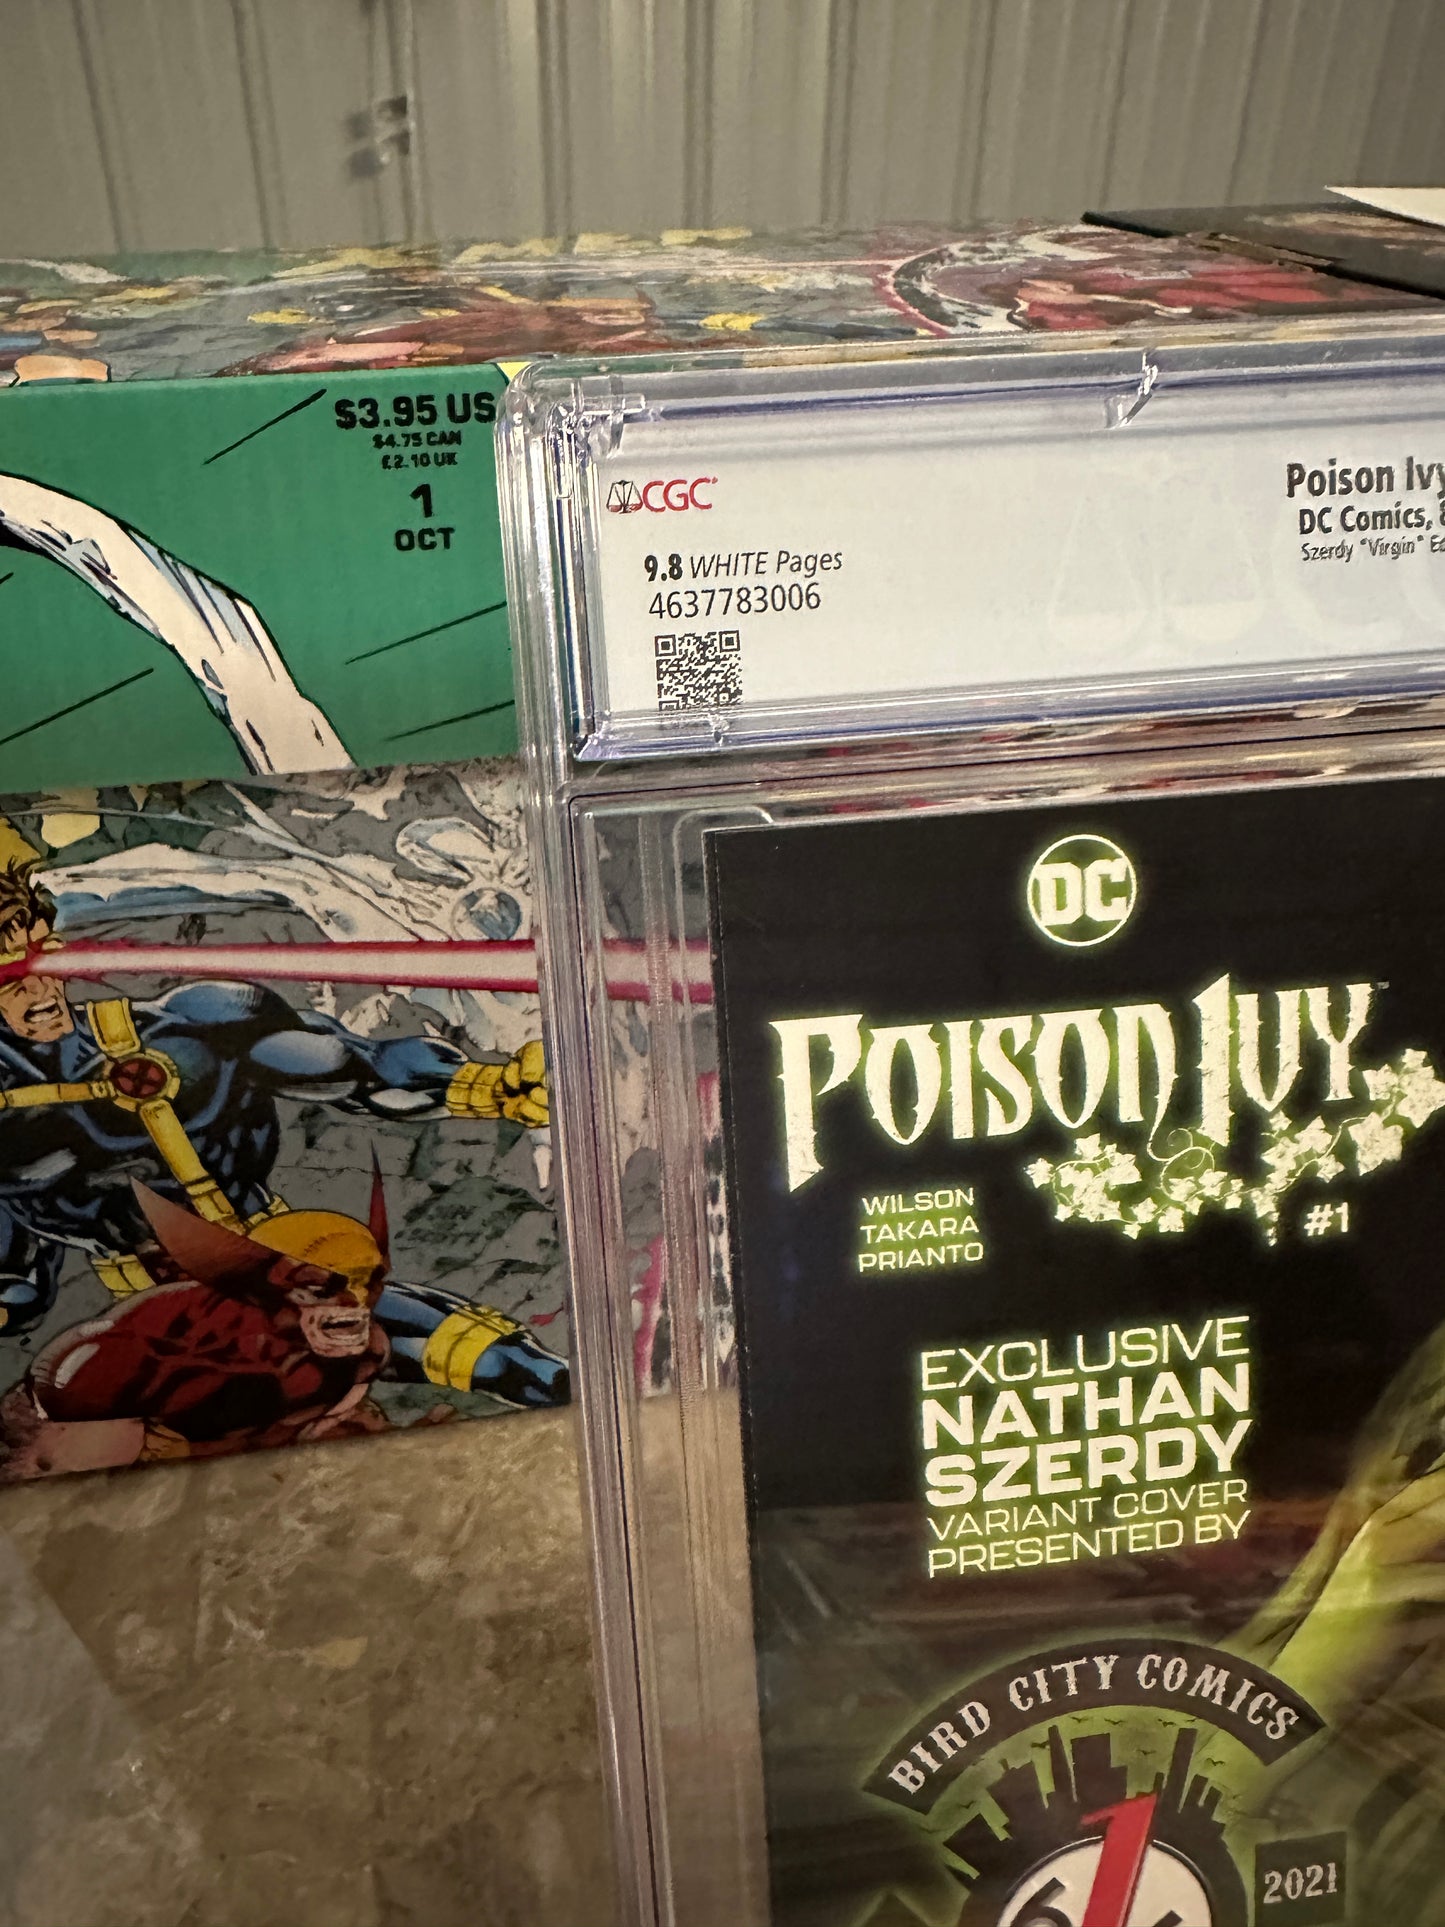 $3.95 US
$4.75 CAN
£2.10 UK
1
OCT
CGC
9.8 WHITE Pages
4637783006
Poison Ivy
DC Comics, 8
Szerdy "Virgin" Ed
DC
POISON IVY
WILSON
TAKARA
PRIANTO
#1
EXCLUSIVE
NATHAN
SZERDY
VARIANT COVER
PRESENTED BY
BIRD CITY COMICS
2021